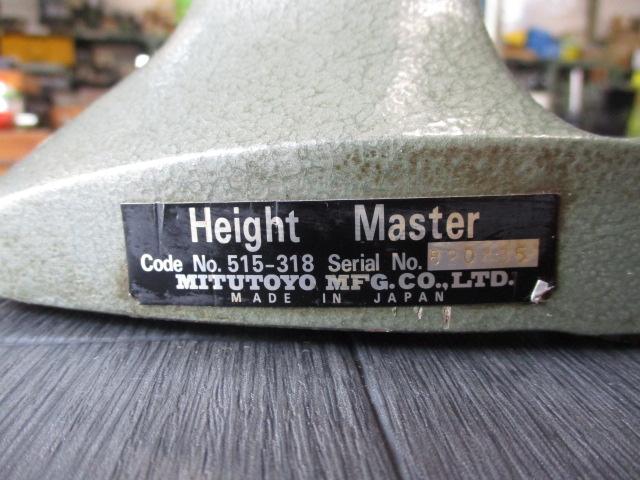 Height Master
Code No. 515-318 Serial No.
MITUTOYO MFG.CO.,LTD.
MADE IN JAPAN